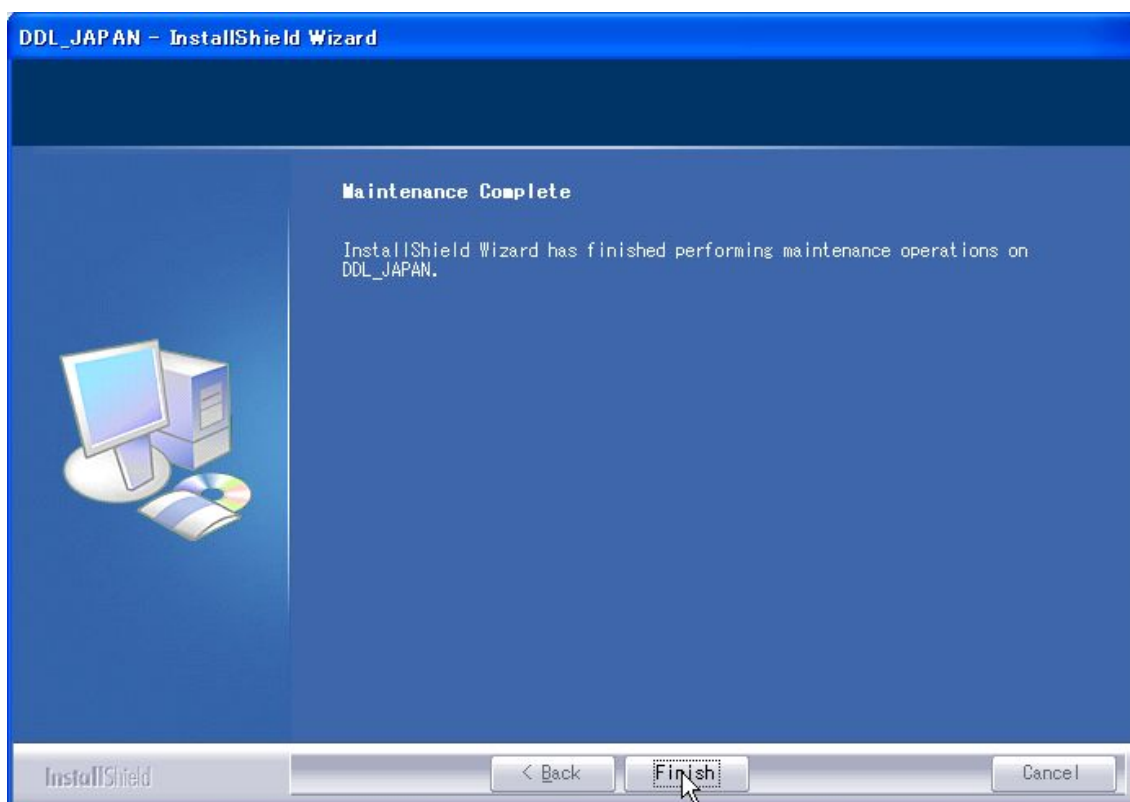 DDL_JAPAN - InstallShield Wizard
Maintenance Complete
InstallShield Wizard has finished performing maintenance operations on
DDL_JAPAN.
InstallShield
< Back
Finish
Cancel